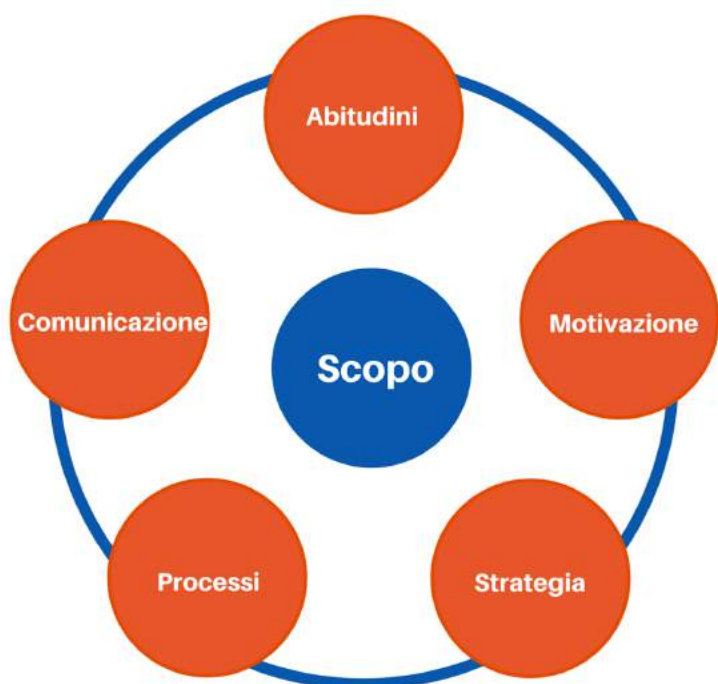 Abitudini
Comunicazione
Motivazione
Scopo
Processi
Strategia